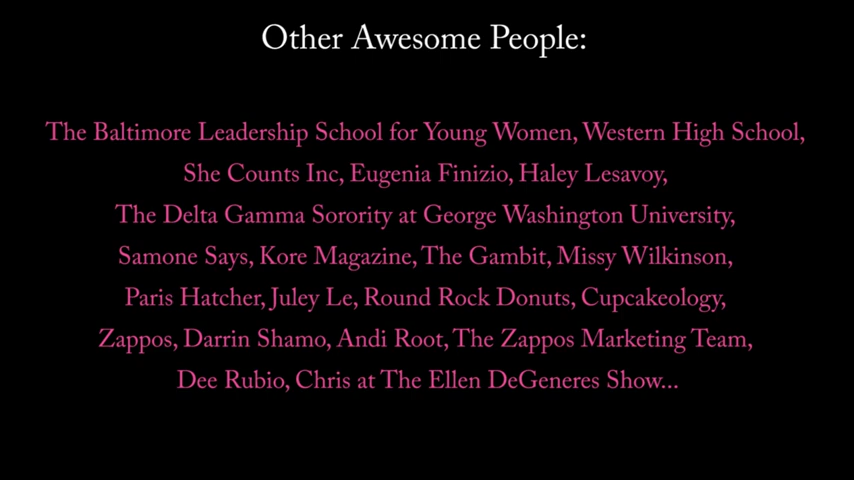 Other Awesome People:
The Baltimore Leadership School for Young Women, Western High School,
She Counts Inc, Eugenia Finizio, Haley Lesavoy,
The Delta Gamma Sorority at George Washington University,
Samone Says, Kore Magazine, The Gambit, Missy Wilkinson,
Paris Hatcher, Juley Le, Round Rock Donuts, Cupcakeology,
Zappos, Darrin Shamo, Andi Root, The Zappos Marketing Team,
Dee Rubio, Chris at The Ellen DeGeneres Show...